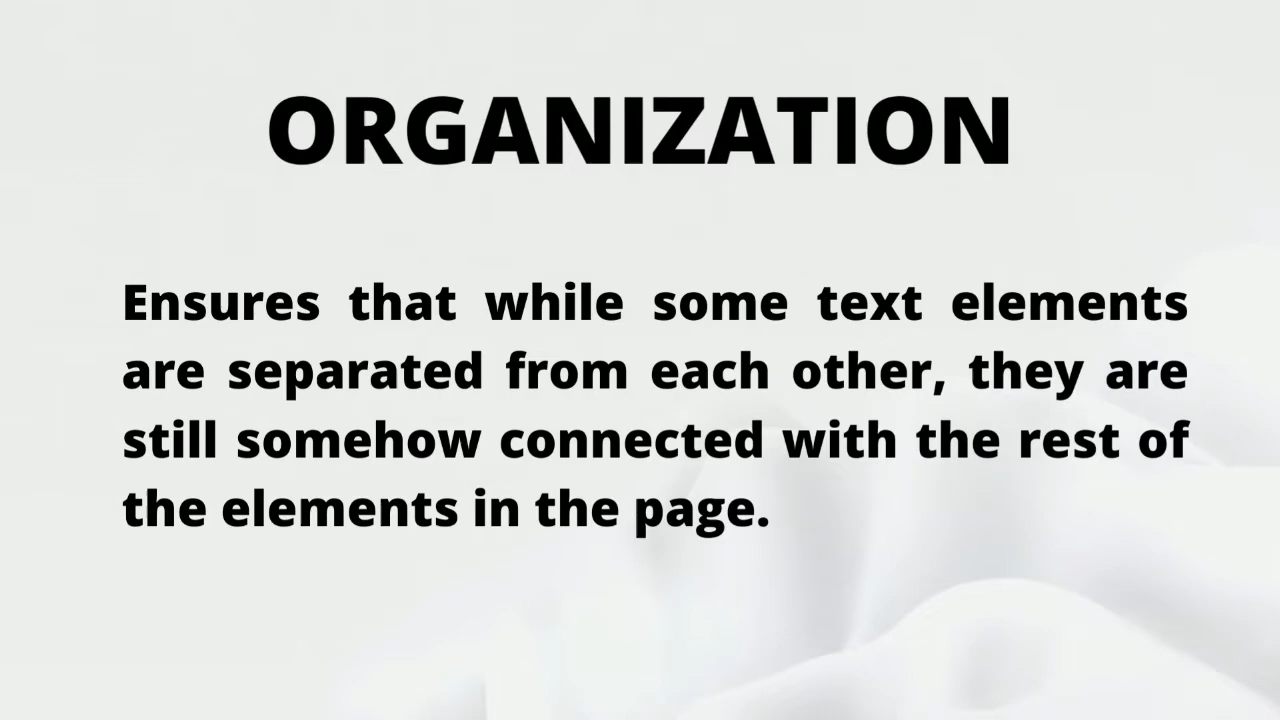 ORGANIZATION
Ensures that while some text elements
are separated from each other, they are
still somehow connected with the rest of
the elements in the page.